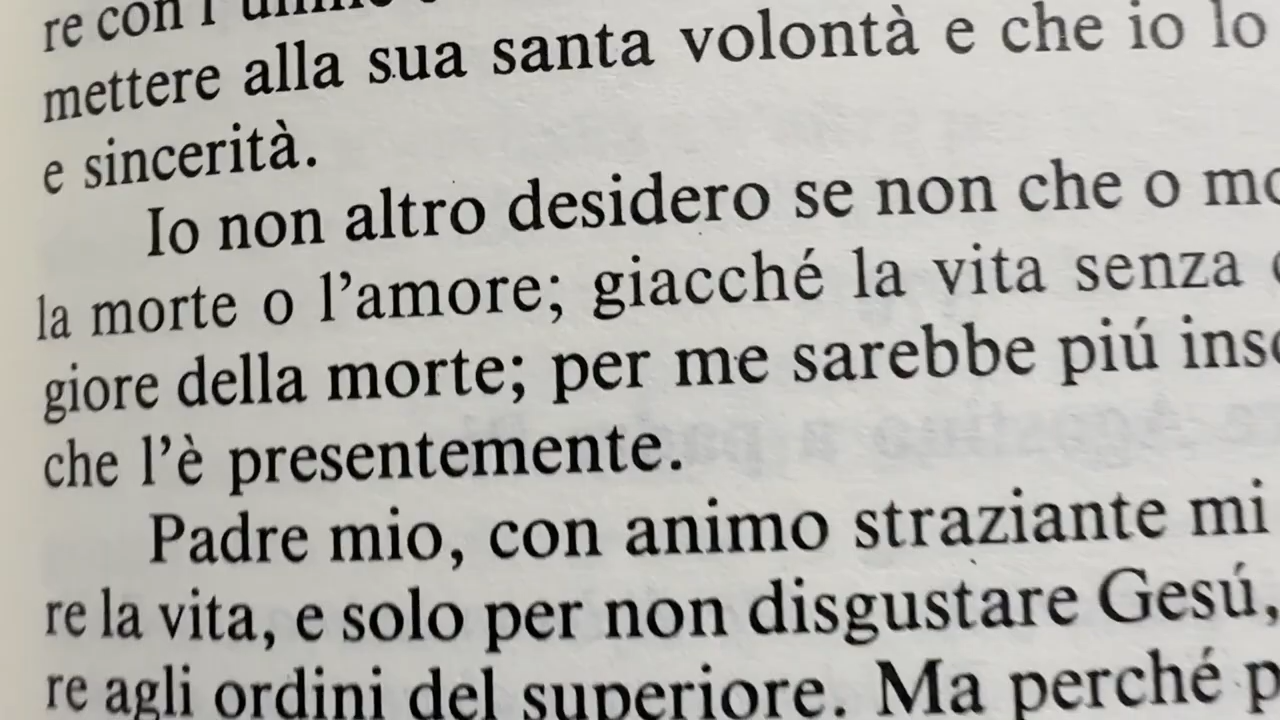 re con l'ultimo
mettere alla sua santa volontà e che io lo
e sincerità.
Io non altro desidero se non che o
la morte o l'amore; giacché la vita senza
giore della morte; per me sarebbe piú
che l'è presentemente.
Padre mio, con animo straziante mi
re la vita, e solo per non disgustare Gesú,
re agli ordini del superiore. Ma perché